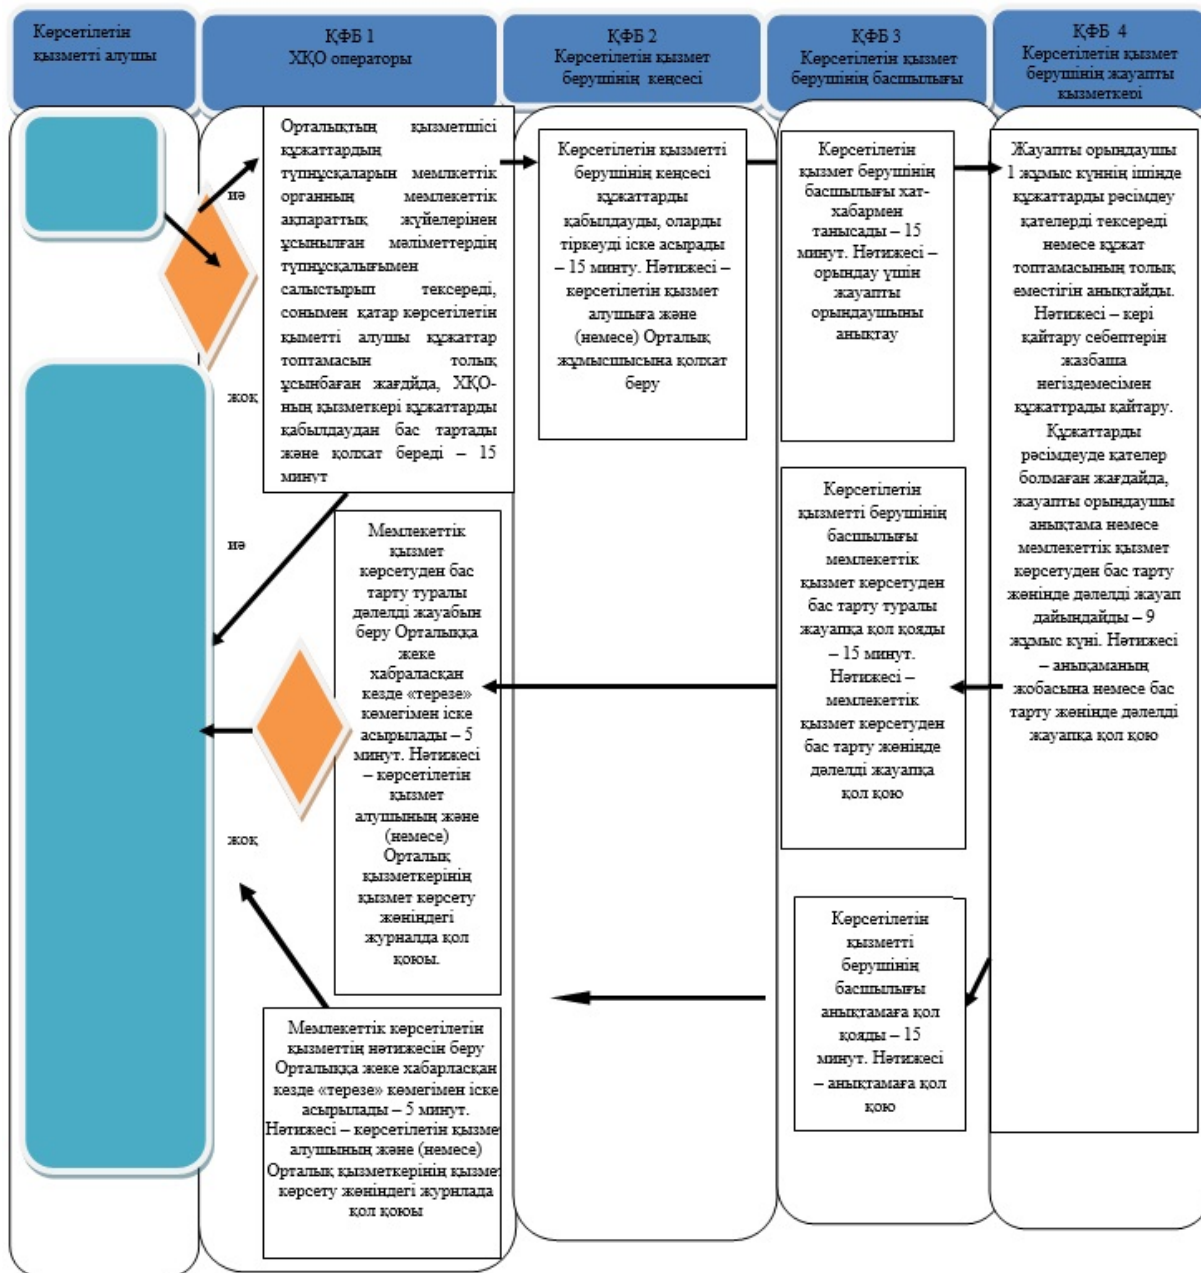 Көрсетілетін
қызметті алушы
ҚФБ 1
ХҚО операторы
ҚФБ 2
Көрсетілетін қызмет
берушінің кеңсесі
ҚФБ 3
Көрсетілетін қызмет
берушінің басшылығы
ҚФБ 4
Көрсетілетін қызмет
берушінің жауапты
қызметкері
иә
жоқ
Орталықтың қызметшісі
құжаттардың
түпнұсқаларын мемлкеттік
органның мемлекеттік
ақпараттық жүйелерінен
ұсынылған мәліметтердің
түпнұсқалығымен
салыстырып тексереді,
сонымен қатар көрсетілетін
қыметті алушы құжаттар
топтамасын толық
ұсынбаған жағдйда, ХҚО-
ның қызметкері құжаттарды
қабылдаудан бас тартады
және қолхат береді – 15
минут
Көрсетілетін қызметті
берушінің кеңсесі
құжаттарды
қабылдауды, оларды
тіркеуді іске асырады
– 15 минту. Нәтижесі –
көрсетілетін қызмет
алушыға және
(немесе) Орталық
жұмысшысына қолхат
беру
Көрсетілетін
қызмет берушінің
басшылығы хат-
хабармен
танысады – 15
минут. Нәтижесі –
орындау үшін
жауапты
орындаушыны
анықтау
Жауапты орындаушы
1 жұмыс күннің ішінде
құжаттарды рәсімдеу
қателерді тексереді
немесе құжат
топтамасының толық
еместігін анықтайды.
Нәтижесі – кері
қайтару себептерін
жазбаша
негіздемесімен
құжаттрады қайтару.
Құжаттарды
рәсімдеуде қателер
болмаған жағдайда,
жауапты орындаушы
анықтама немесе
мемлекеттік қызмет
көрсетуден бас тарту
жөнінде дәлелді жауап
дайындайды – 9
жұмыс күні. Нәтижесі
– анықаманың
жобасына немесе бас
тарту жөнінде дәлелді
жауапқа қол қою
иә
жоқ
Мемлекеттік
қызмет
көрсетуден бас
тарту туралы
дәлелді жауабын
беру Орталыққа
жеке
хабраласқан
кезде «терезе»
көмегімен іске
асырылады – 5
минут. Нәтижесі
– көрсетілетін
қызмет
алушының және
(немесе)
Орталық
қызметкерінің
қызмет көрсету
жөніндегі
журналда қол
қоюы.
Көрсетілетін
қызметті берушінің
басшылығы
мемлекеттік
қызмет көрсетуден
бас тарту туралы
жауапқа қол қояды
– 15 минут.
Нәтижесі –
мемлекеттік
қызмет көрсетуден
бас тарту жөнінде
дәлелді жауапқа
қол қою
Көрсетілетін
қызметті
берушінің
басшылығы
анықтамаға қол
қояды – 15
минут. Нәтижесі
– анықтамаға қол
қою
Мемлекеттік көрсетілетін
қызметтің нәтижесін беру
Орталыққа жеке хабарласқан
кезде «терезе» көмегімен іске
асырылады – 5 минут.
Нәтижесі – көрсетілетін қызмет
алушының және (немесе)
Орталық қызметкерінің қызмет
көрсету жөніндегі журнлада
қол қоюы